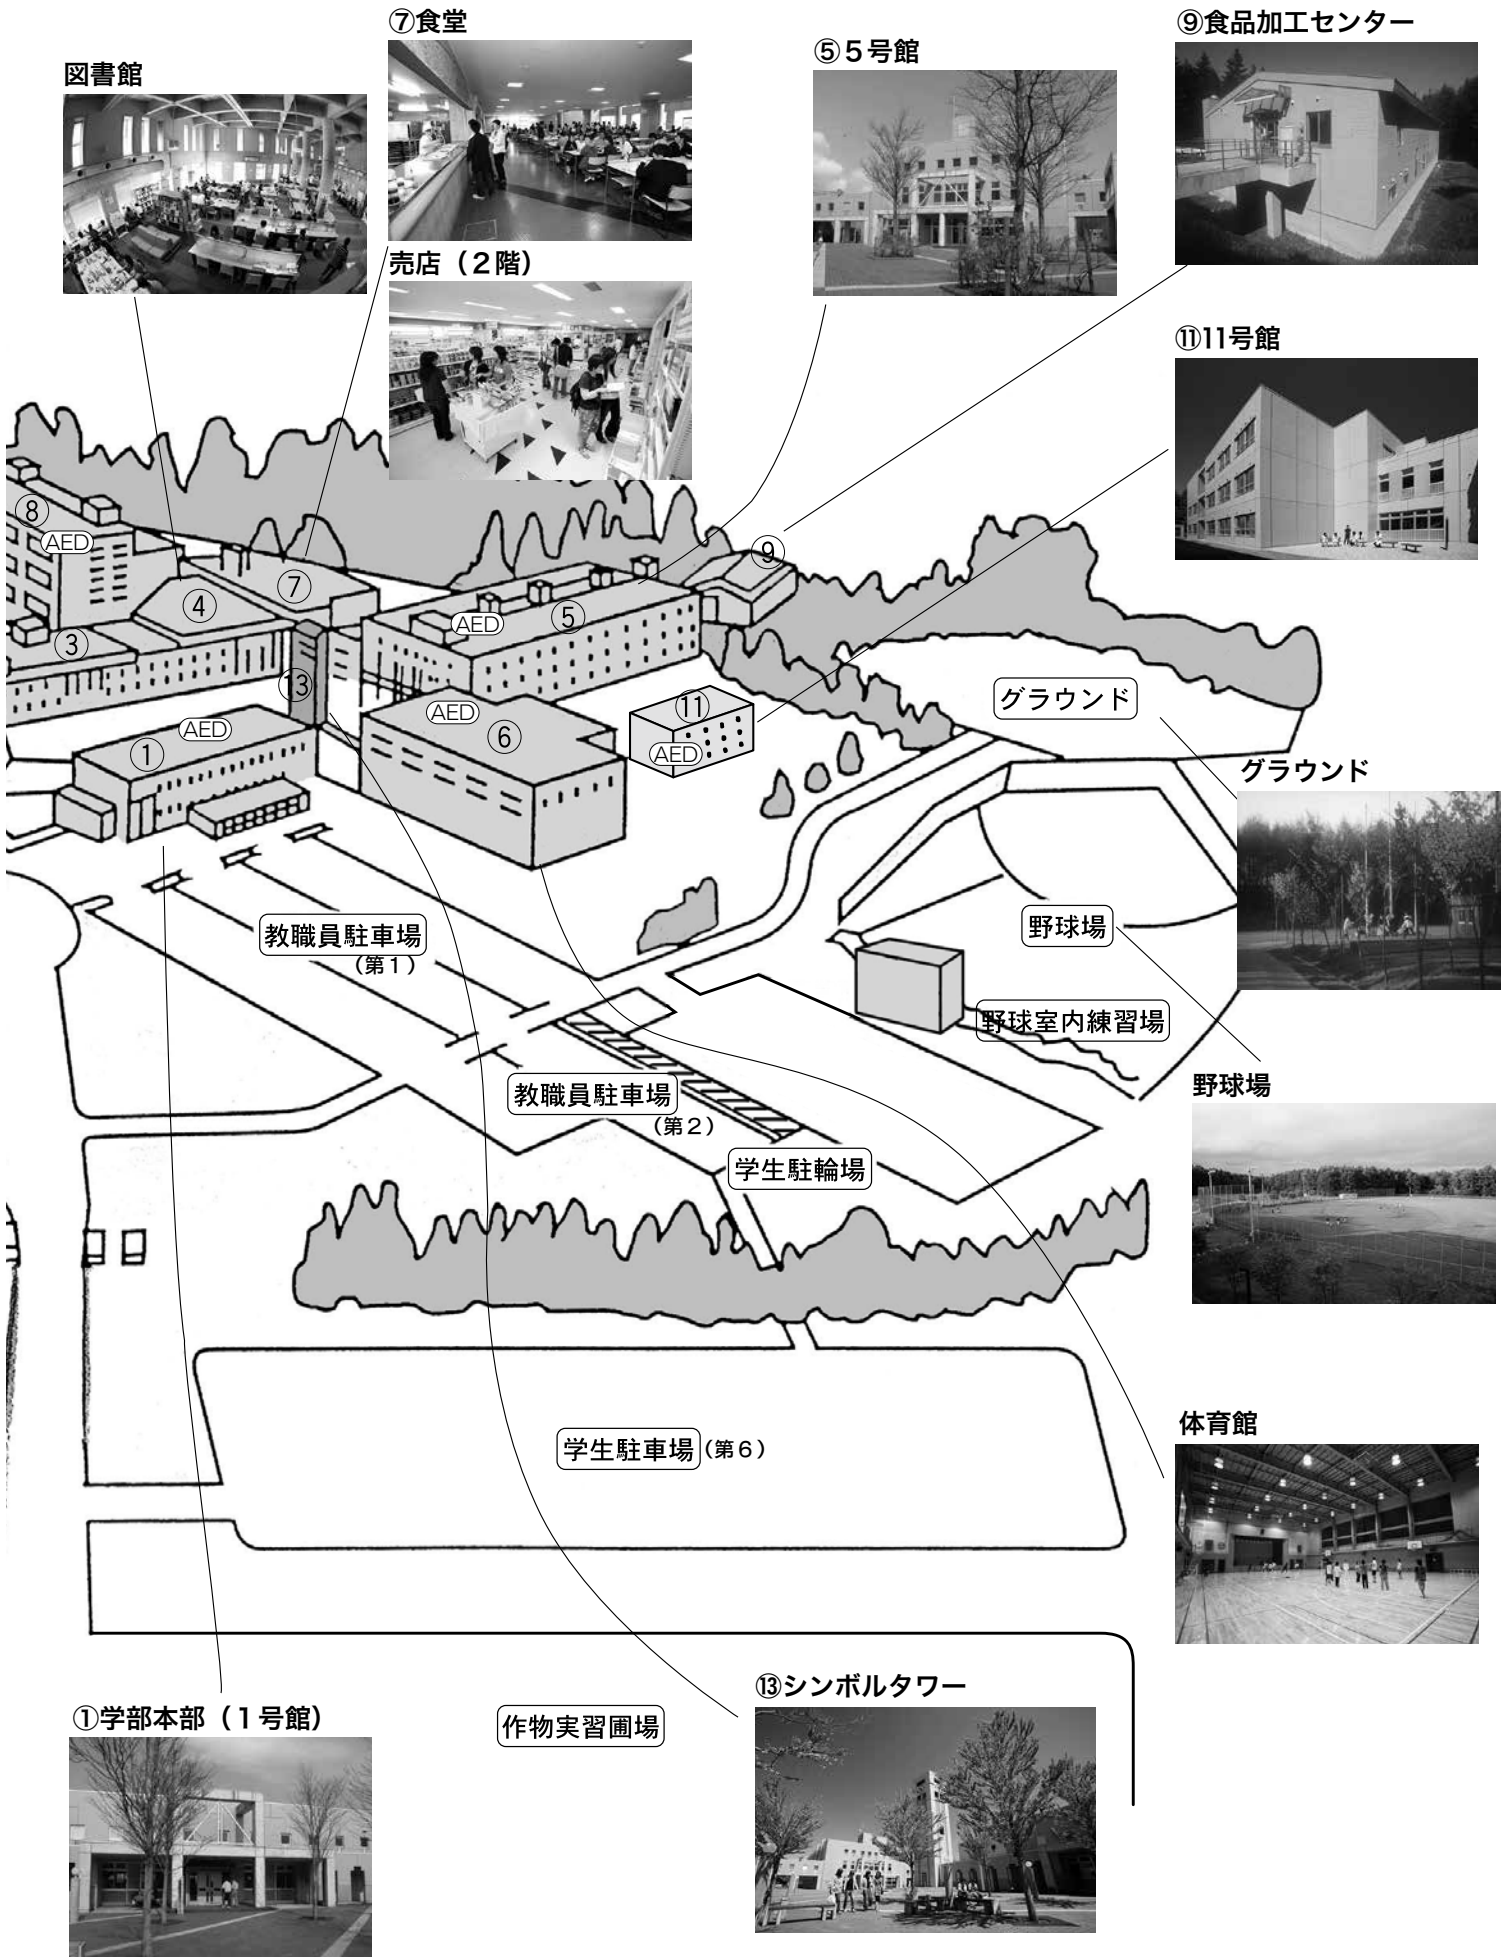 ⑦食堂
⑨食品加工センター
⑤５号館
図書館
売店（２階）
⑪11号館
⑧
AED
⑨
⑦
④
⑤
AED
③
⑬
⑪
グラウンド
AED
AED
⑥
①
AED
グラウンド
野球場
教職員駐車場
（第１）
野球室内練習場
野球場
教職員駐車場
（第２）
学生駐輪場
体育館
学生駐車場（第６）
⑬シンボルタワー
①学部本部（１号館）
作物実習圃場